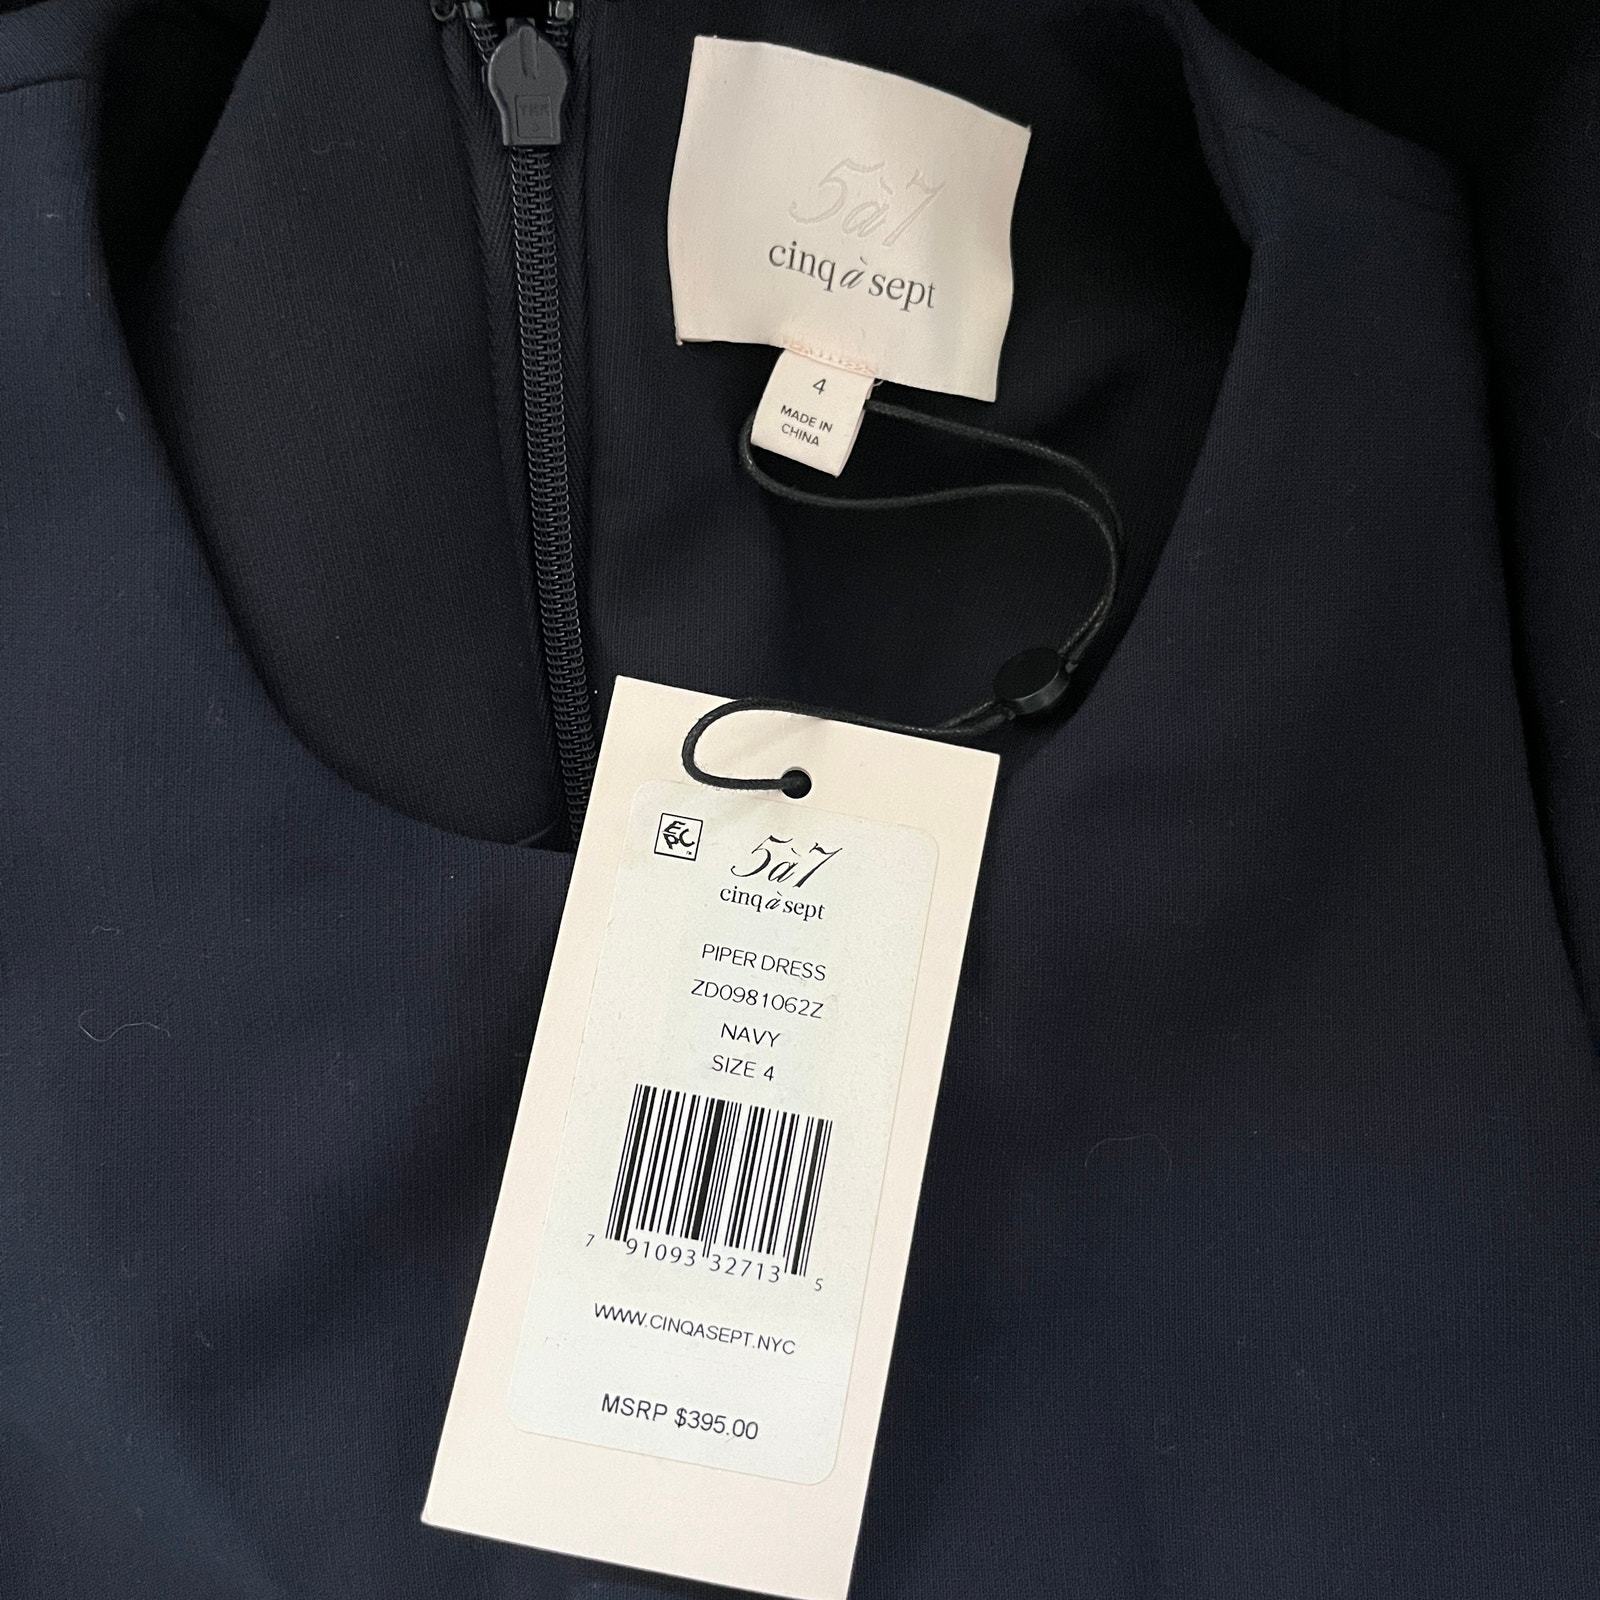 5à7
cinq à sept
4
MADE IN
CHINA
EPC
5à7
cinq à sept
PIPER DRESS
ZD0981062Z
NAVY
SIZE 4
7 91093 32713 5
WWW.CINQASEPT.NYC
MSRP $395.00